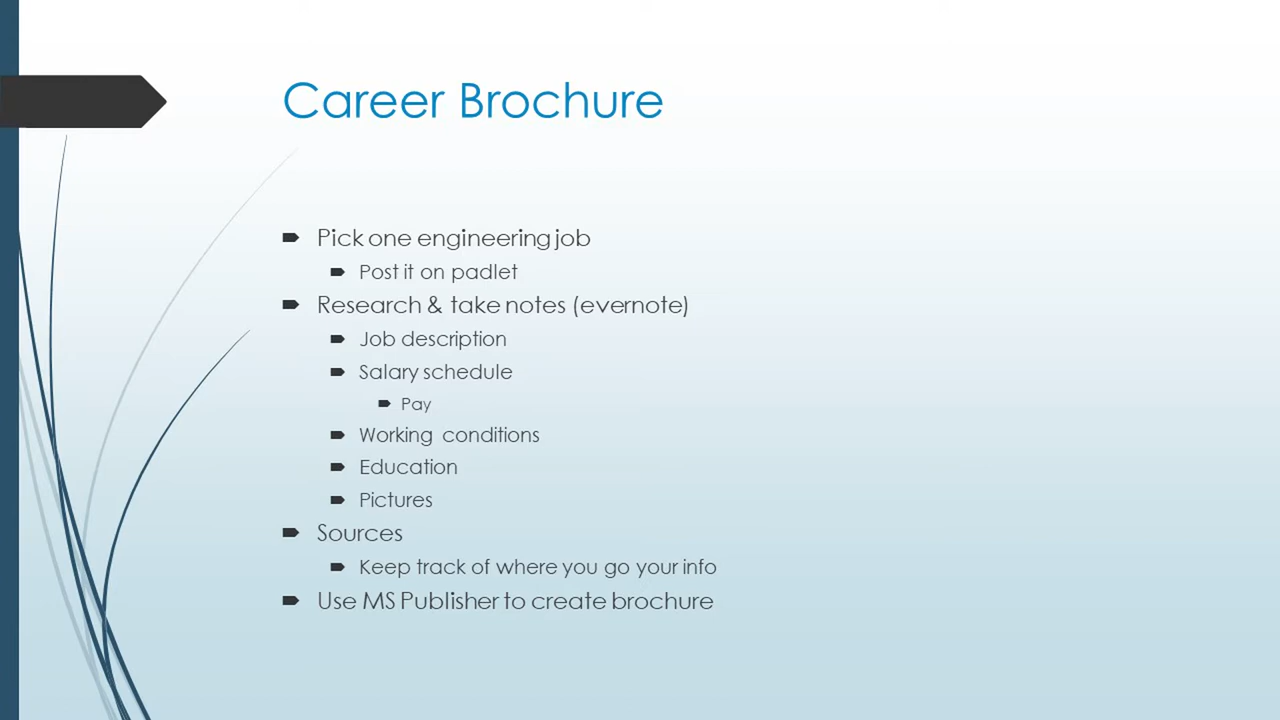 Career Brochure
Pick one engineering job
Post it on padlet
Research & take notes (evernote)
Job description
Salary schedule
Pay
Working conditions
Education
Pictures
Sources
Keep track of where you go your info
Use MS Publisher to create brochure